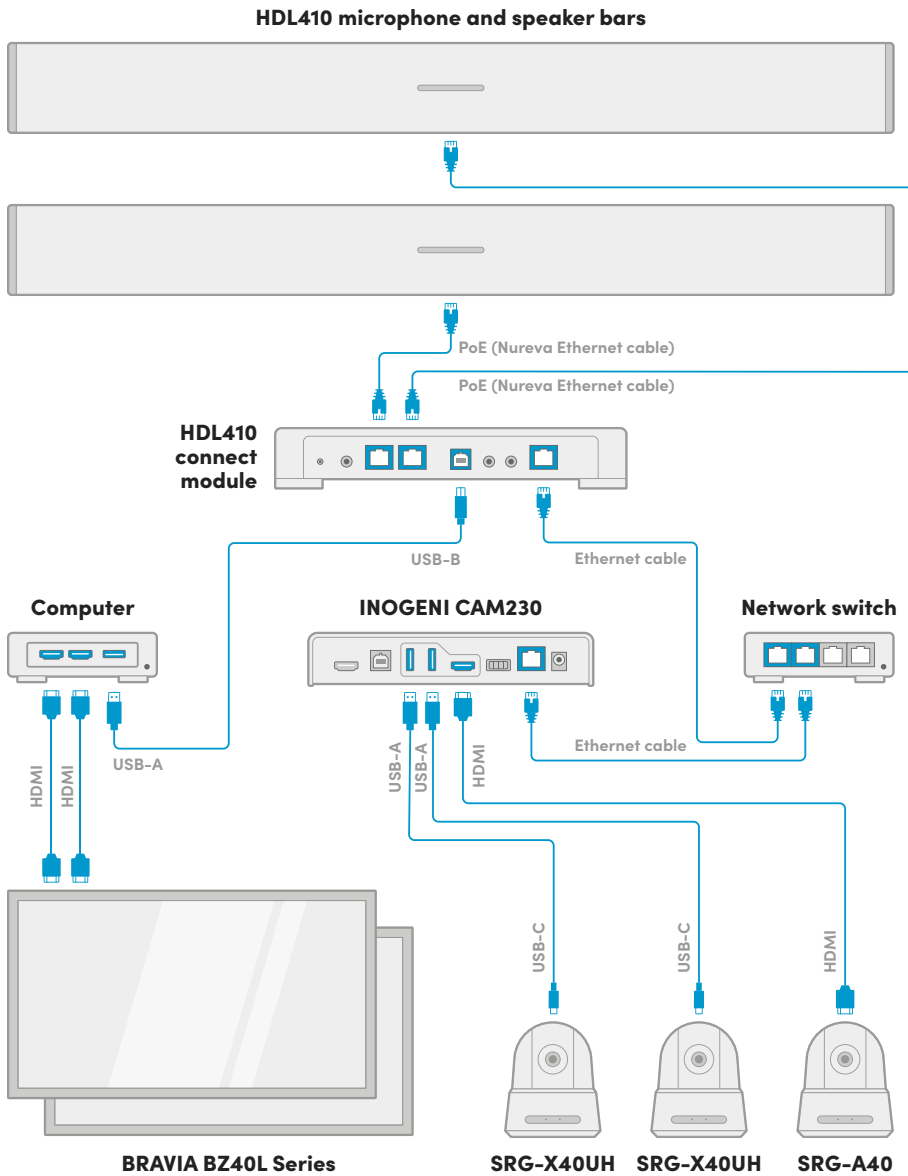 HDL410 microphone and speaker bars
PoE (Nureva Ethernet cable)
PoE (Nureva Ethernet cable)
HDL410
connect
module
USB-B
Ethernet cable
Computer
INOGENI CAM230
Network switch
USB-A
HDMI
HDMI
USB-A
USB-A
HDMI
Ethernet cable
USB-C
USB-C
HDMI
BRAVIA BZ40L Series
SRG-X40UH
SRG-X40UH
SRG-A40